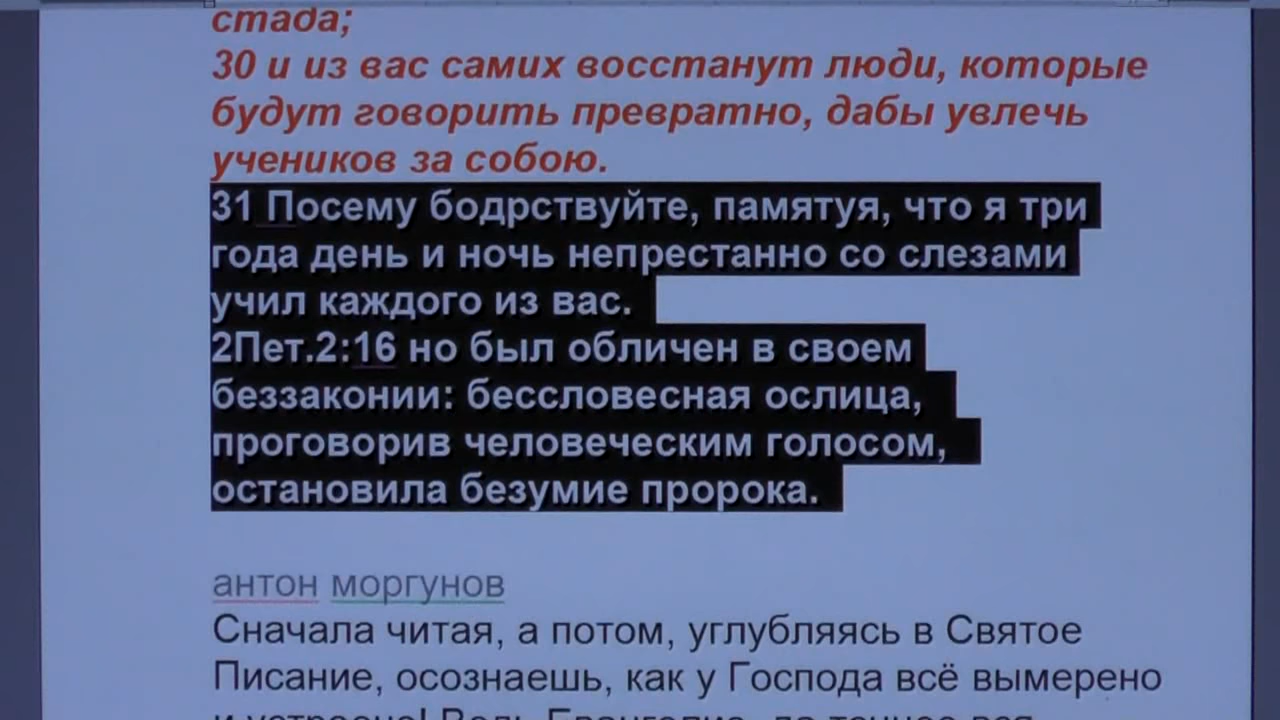 стада;
30 и из вас самих восстанут люди, которые
будут говорить превратно, дабы увлечь
учеников за собою.
31 Посему бодрствуйте, памятуя, что я три
года день и ночь непрестанно со слезами
учил каждого из вас.
2Пет.2:16 но был обличен в своем
беззаконии: бессловесная ослица,
проговорив человеческим голосом,
остановила безумие пророка.
антон моргунов
Сначала читая, а потом, углубляясь в Святое
Писание, осознаешь, как у Господа всё вымерено